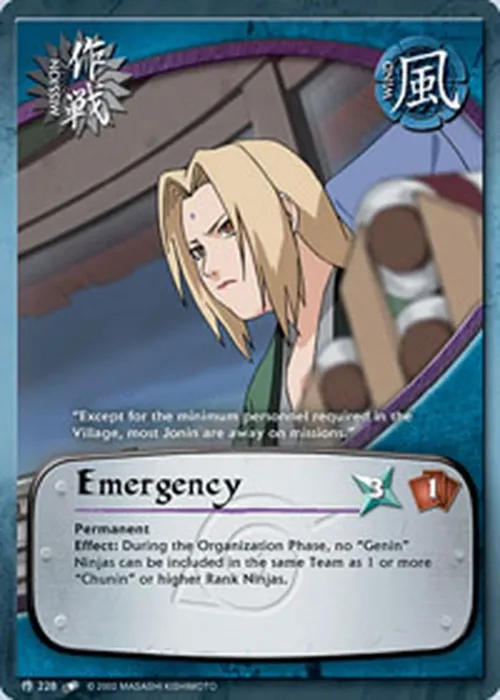 MISSION
作戦
WIND
風
"Except for the minimum personnel required in the
Village, most Jonin are away on missions."
Emergency
3
1
Permanent
Effect: During the Organization Phase, no "Genin"
Ninjas can be included in the same Team as 1 or more
"Chunin" or higher Rank Ninjas.
228
© 2002 MASASHI KISHIMOTO